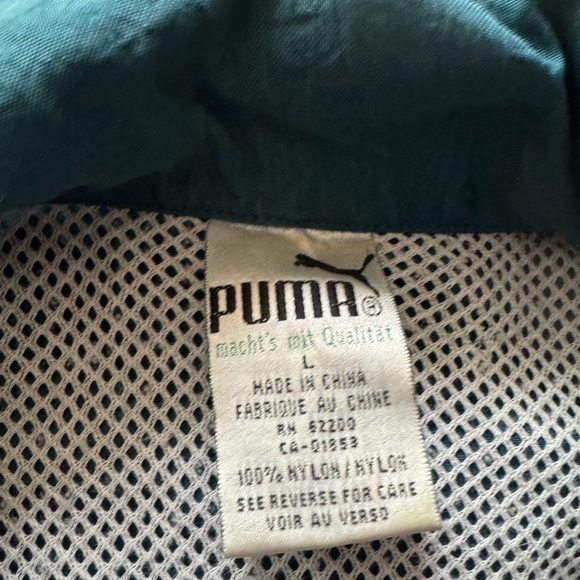 PUMA®
macht's mit Qualität
L
MADE IN CHINA
FABRIQUE AU CHINE
RN 62200
CA-01853
100% NYLON/NYLON
SEE REVERSE FOR CARE
VOIR AU VERSO